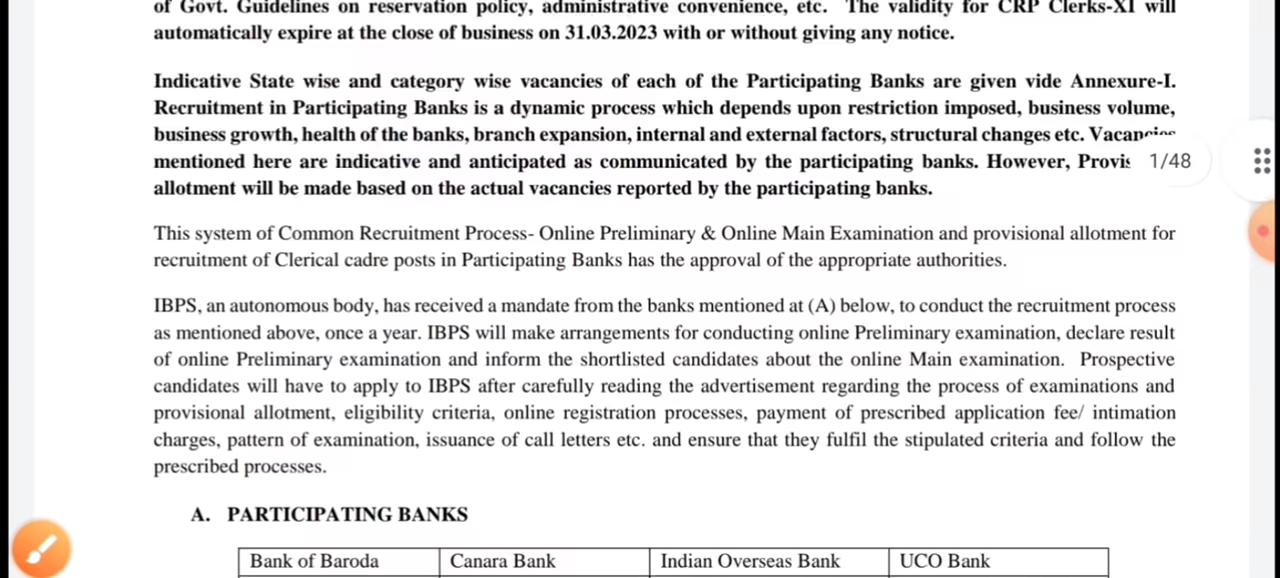 of Govt. Guidelines on reservation policy, administrative convenience, etc. The validity for CRP Clerks-XI will
automatically expire at the close of business on 31.03.2023 with or without giving any notice.
Indicative State wise and category wise vacancies of each of the Participating Banks are given vide Annexure-I.
Recruitment in Participating Banks is a dynamic process which depends upon restriction imposed, business volume,
business growth, health of the banks, branch expansion, internal and external factors, structural changes etc. Vacancies
mentioned here are indicative and anticipated as communicated by the participating banks. However, Provis
1/48
allotment will be made based on the actual vacancies reported by the participating banks.
This system of Common Recruitment Process- Online Preliminary & Online Main Examination and provisional allotment for
recruitment of Clerical cadre posts in Participating Banks has the approval of the appropriate authorities.
IBPS, an autonomous body, has received a mandate from the banks mentioned at (A) below, to conduct the recruitment process
as mentioned above, once a year. IBPS will make arrangements for conducting online Preliminary examination, declare result
of online Preliminary examination and inform the shortlisted candidates about the online Main examination. Prospective
candidates will have to apply to IBPS after carefully reading the advertisement regarding the process of examinations and
provisional allotment, eligibility criteria, online registration processes, payment of prescribed application fee/ intimation
charges, pattern of examination, issuance of call letters etc. and ensure that they fulfil the stipulated criteria and follow the
prescribed processes.
A. PARTICIPATING BANKS
Bank of Baroda Canara Bank Indian Overseas Bank UCO Bank